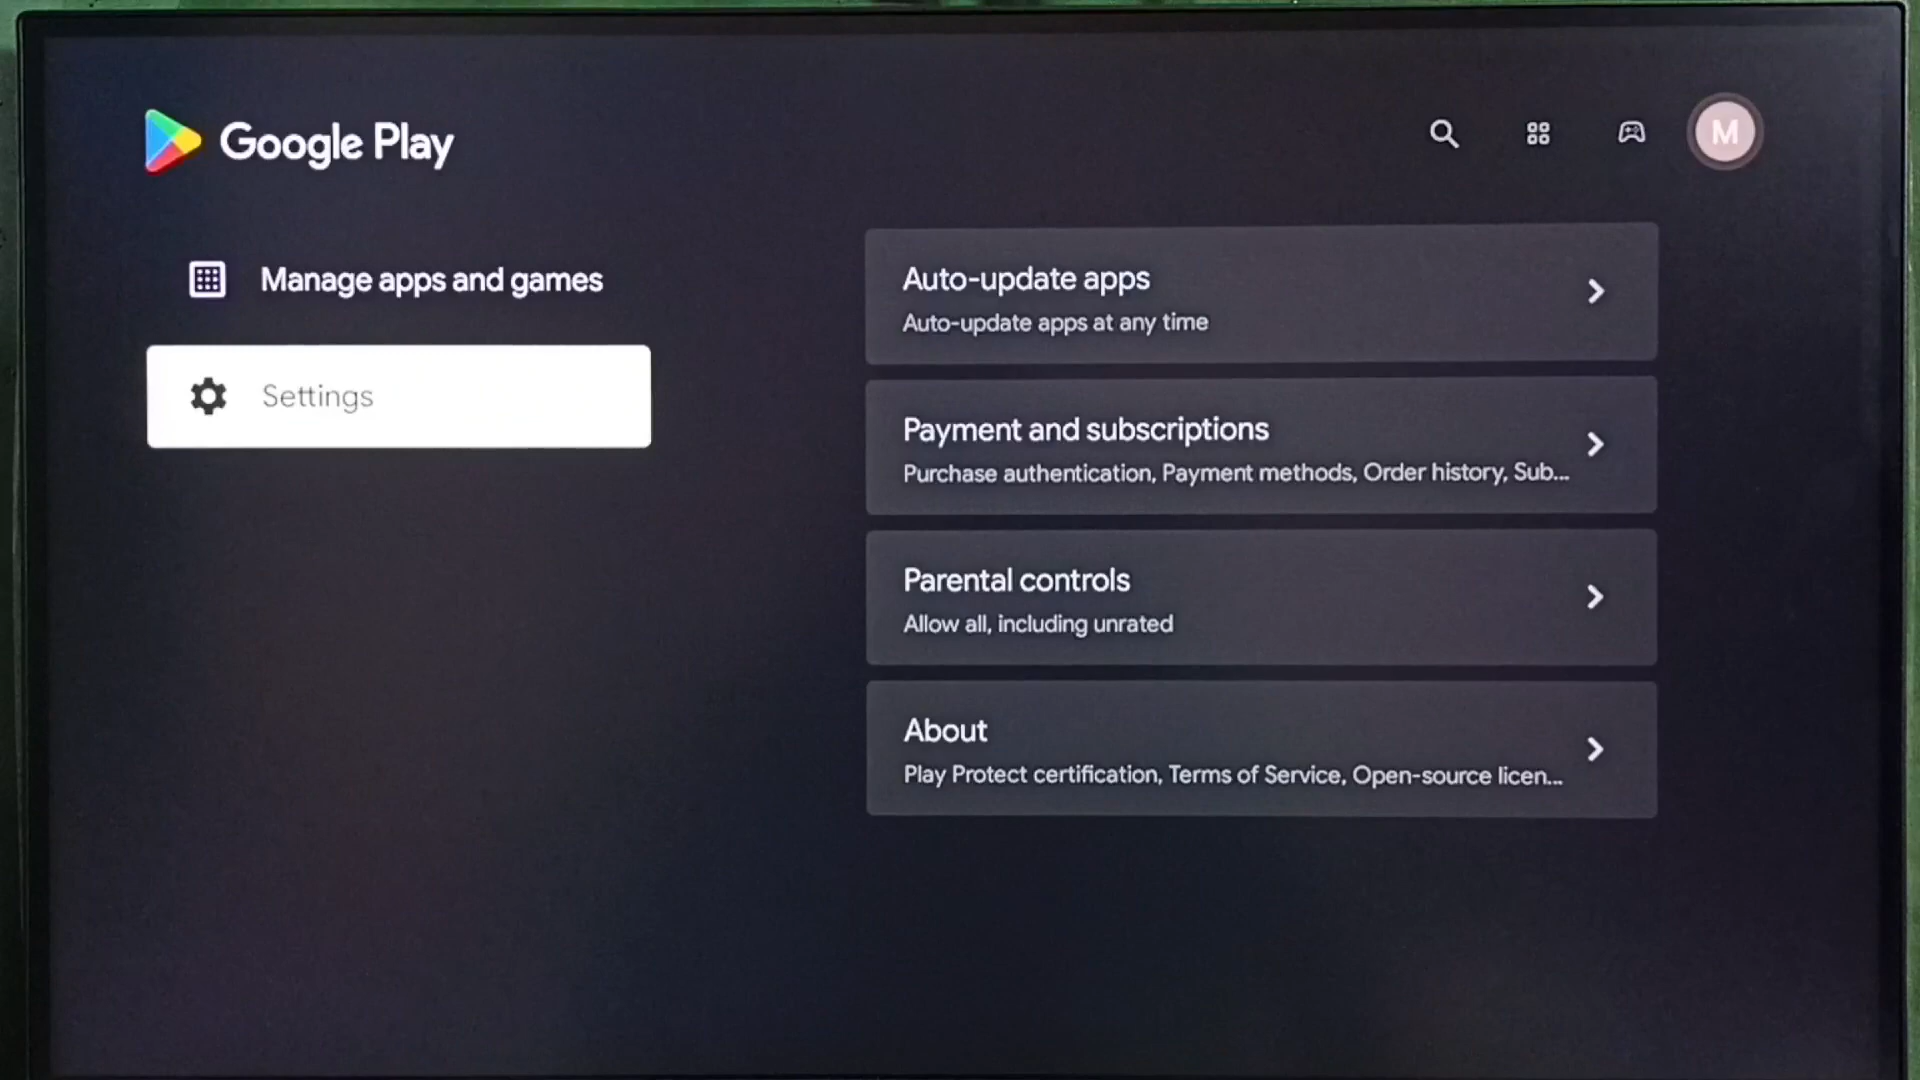 Google Play
M
Manage apps and games
Settings
Auto-update apps
Auto-update apps at any time
Payment and subscriptions
Purchase authentication, Payment methods, Order history, Sub...
Parental controls
Allow all, including unrated
About
Play Protect certification, Terms of Service, Open-source licen...